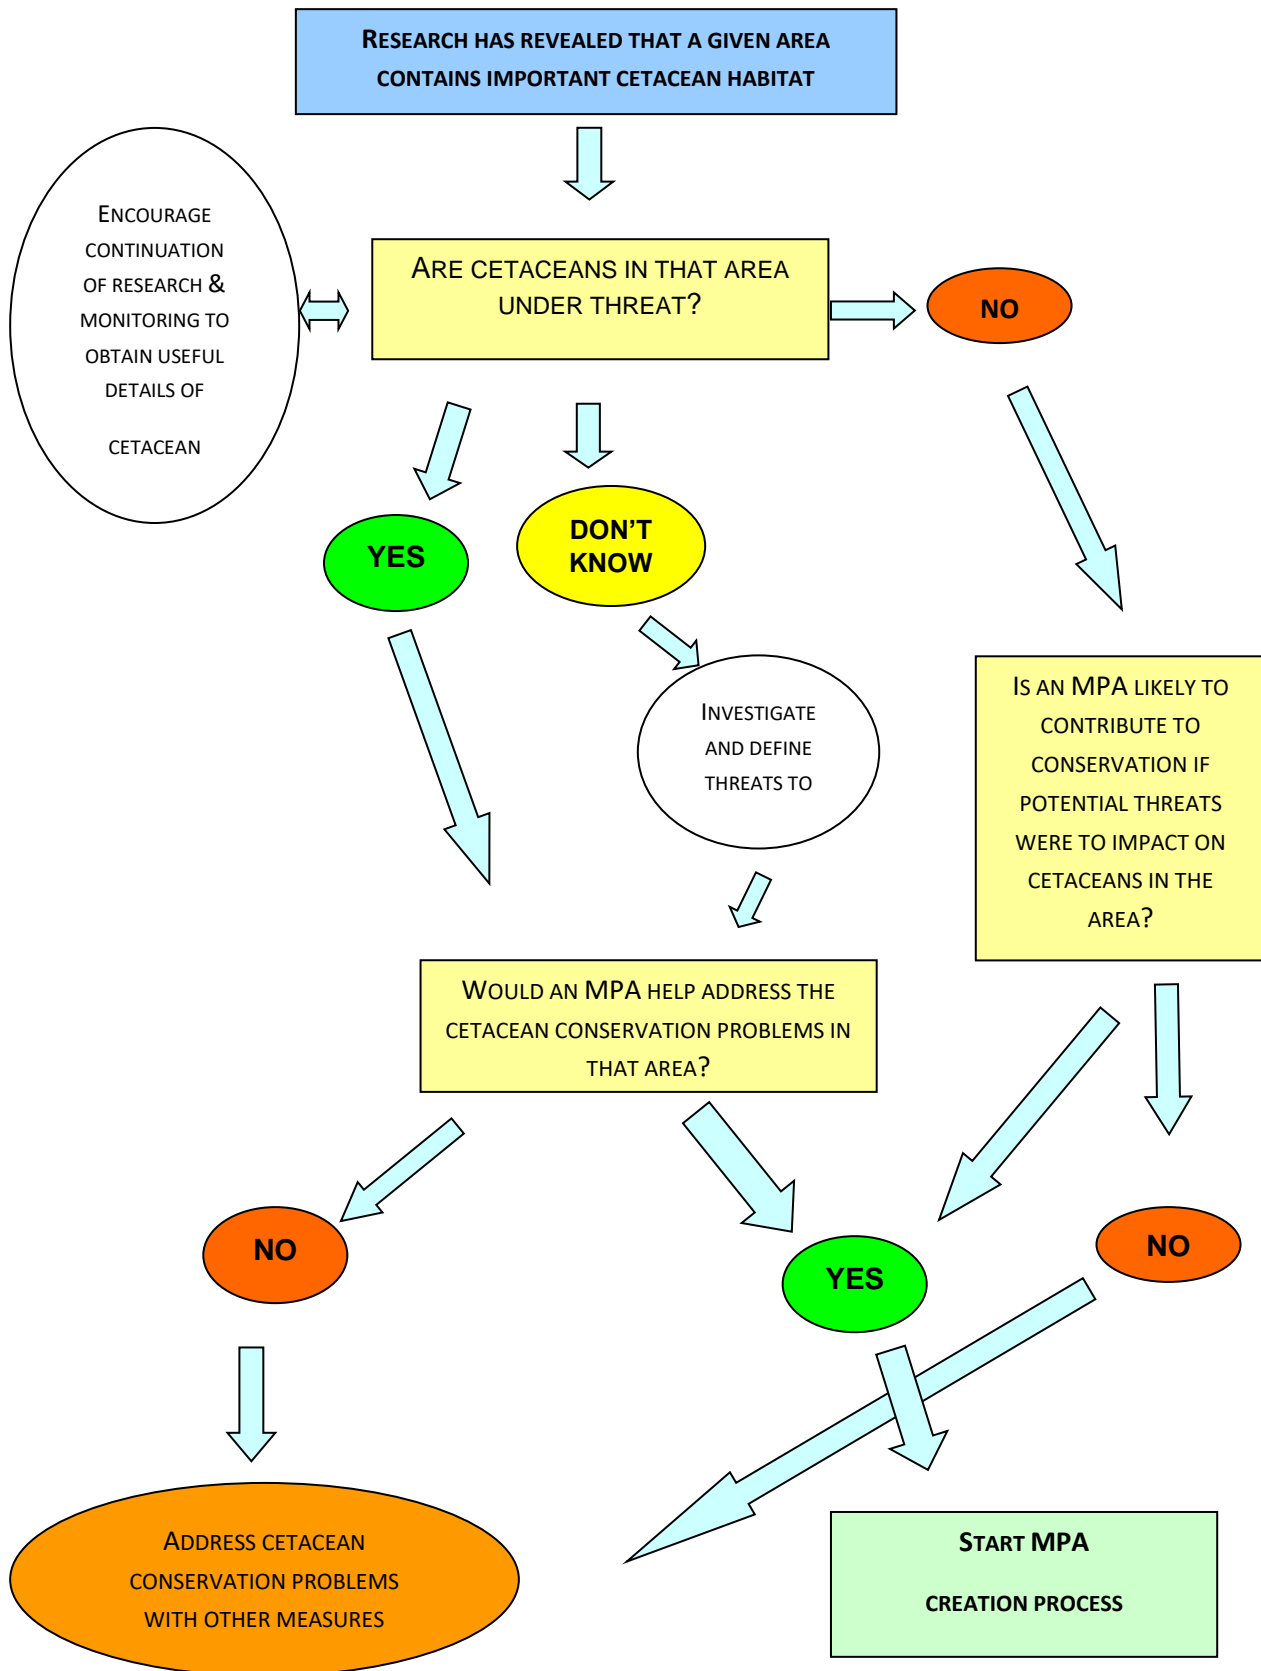 RESEARCH HAS REVEALED THAT A GIVEN AREA
CONTAINS IMPORTANT CETACEAN HABITAT
ENCOURAGE
CONTINUATION
OF RESEARCH &
MONITORING TO
OBTAIN USEFUL
DETAILS OF
CETACEAN
ARE CETACEANS IN THAT AREA
UNDER THREAT?
NO
YES
DON'T
KNOW
INVESTIGATE
AND DEFINE
THREATS TO
IS AN MPA LIKELY TO
CONTRIBUTE TO
CONSERVATION IF
POTENTIAL THREATS
WERE TO IMPACT ON
CETACEANS IN THE
AREA?
WOULD AN MPA HELP ADDRESS THE
CETACEAN CONSERVATION PROBLEMS IN
THAT AREA?
NO
YES
NO
ADDRESS CETACEAN
CONSERVATION PROBLEMS
WITH OTHER MEASURES
START MPA
CREATION PROCESS